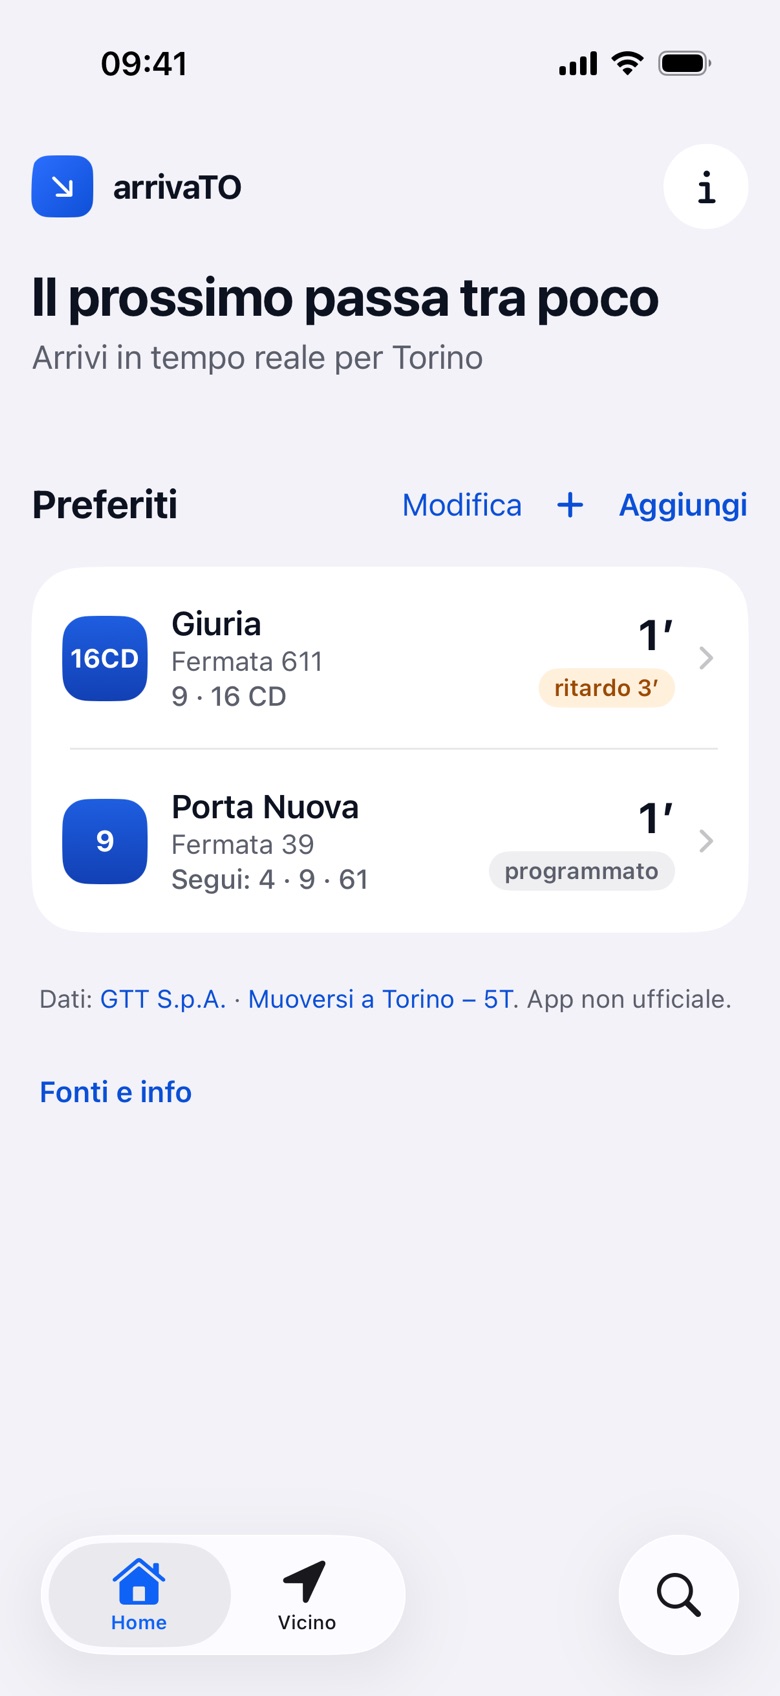 09:41
arrivaTO
Il prossimo passa tra poco
Arrivi in tempo reale per Torino
Preferiti
Modifica + Aggiungi
16CD
Giuria
Fermata 611
9 · 16 CD
1′
ritardo 3′
9
Porta Nuova
Fermata 39
Segui: 4 · 9 · 61
1′
programmato
Dati: GTT S.p.A. · Muoversi a Torino – 5T. App non ufficiale.
Fonti e info
Home
Vicino